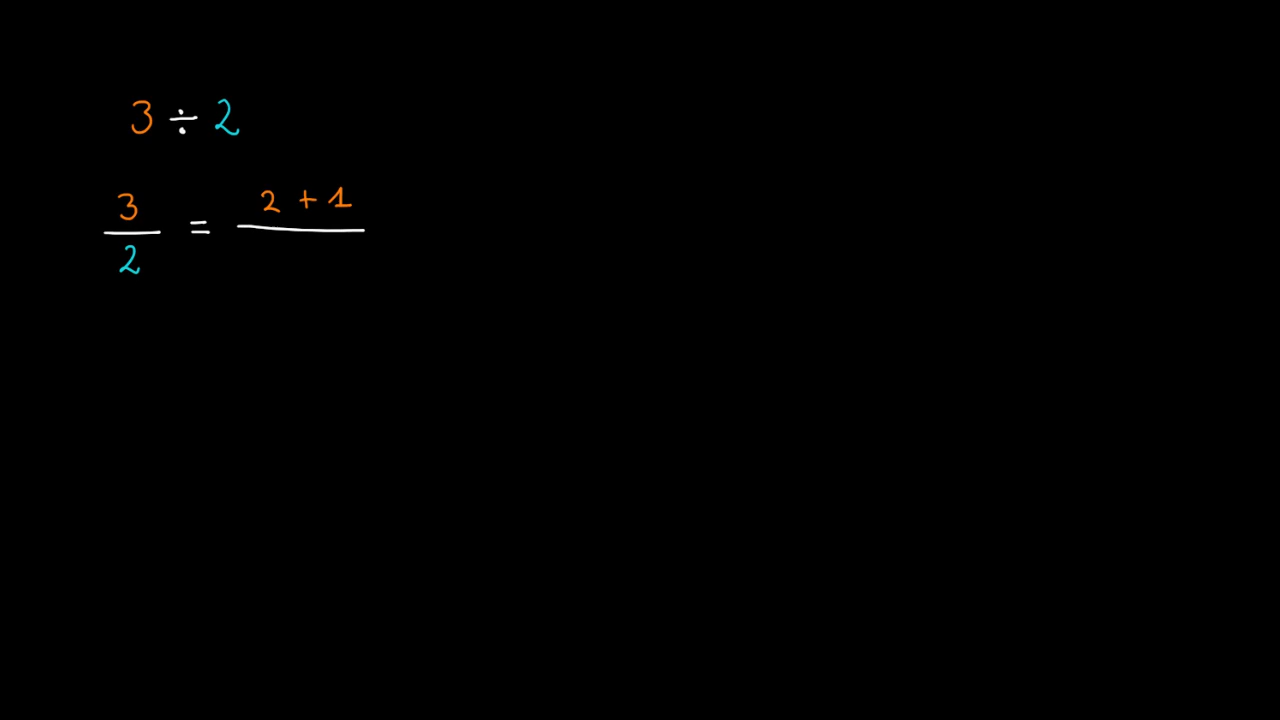 3 ÷ 2
3/2 = 2 + 1/